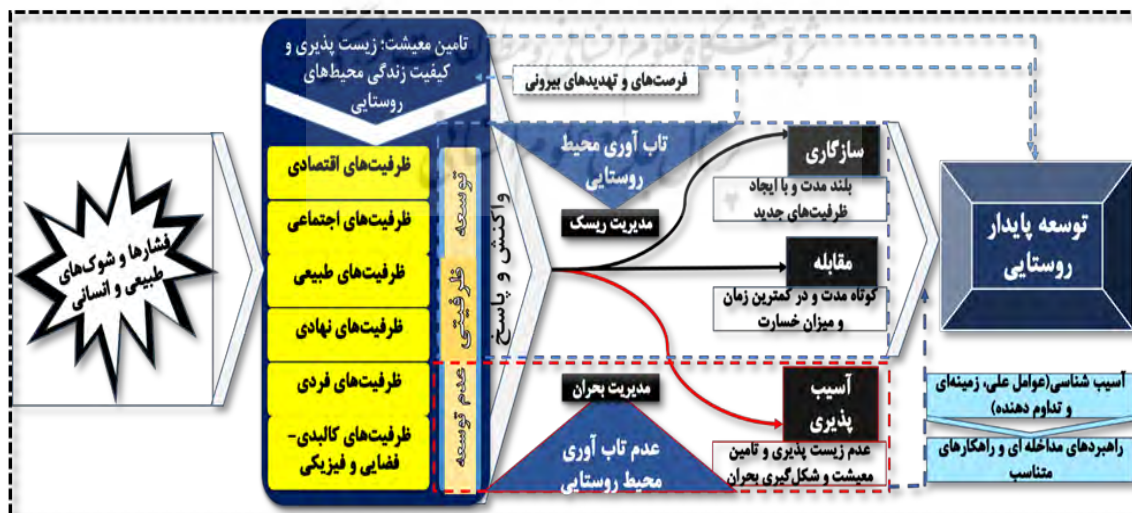 فشارها و شوک‌های
طبیعی و انسانی
تامین معیشت؛ زیست پذیری و
کیفیت زندگی محیط‌های
روستایی
ظرفیت‌های اقتصادی
ظرفیت‌های اجتماعی
ظرفیت‌های طبیعی
ظرفیت‌های نهادی
ظرفیت‌های فردی
ظرفیت‌های کالبدی-
فضایی و فیزیکی
توسعه
ظرفیتی
عدم توسعه
واکنش و پاسخ
فرصت‌های و تهدیدهای بیرونی
تاب آوری محیط
روستایی
مدیریت ریسک
سازگاری
بلند مدت و با ایجاد
ظرفیت‌های جدید
مقابله
کوتاه مدت و در کمترین زمان
و میزان خسارت
مدیریت بحران
عدم تاب آوری
محیط روستایی
آسیب
پذیری
عدم زیست پذیری و تامین
معیشت و شکل‌گیری بحران
توسعه پایدار
روستایی
آسیب شناسی(عوامل علی، زمینه‌ای
و تداوم دهنده)
راهبردهای مداخله ای و راهکارهای
متناسب